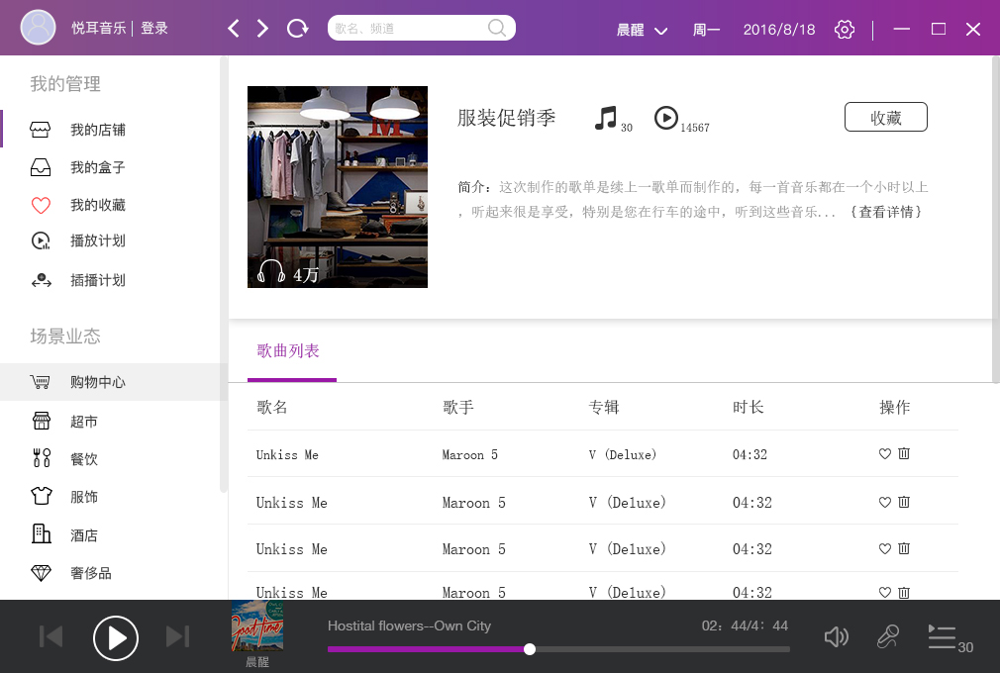 悦耳音乐│ 登录
歌名、频道
晨醒
周一
2016/8/18
我的管理
我的店铺
我的盒子
我的收藏
播放计划
插播计划
场景业态
购物中心
超市
餐饮
服饰
酒店
奢侈品
M
8
4万
服装促销季
30
14567
收藏
简介：这次制作的歌单是续上一歌单而制作的，每一首音乐都在一个小时以上
，听起来很是享受，特别是您在行车的途中，听到这些音乐... {查看详情}
歌曲列表
歌名 歌手 专辑 时长 操作
Unkiss Me Maroon 5 V (Deluxe) 04:32
Unkiss Me Maroon 5 V (Deluxe) 04:32
Unkiss Me Maroon 5 V (Deluxe) 04:32
Unkiss Me Maroon 5 V (Deluxe) 04:32
Good Time
晨醒
Hostital flowers--Own City
02：44/4：44
30